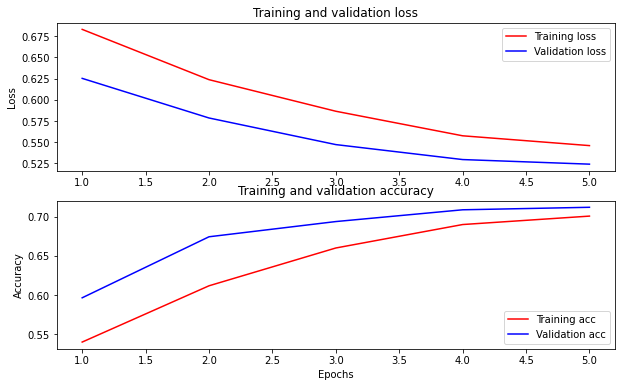 Training and validation loss
0.675
0.650
0.625
0.600
0.575
0.550
0.525
Loss
Training loss
Validation loss
1.0 1.5 2.0 2.5 3.0 3.5 4.0 4.5 5.0
Training and validation accuracy
0.70
0.65
0.60
0.55
Accuracy
Training acc
Validation acc
1.0 1.5 2.0 2.5 3.0 3.5 4.0 4.5 5.0
Epochs